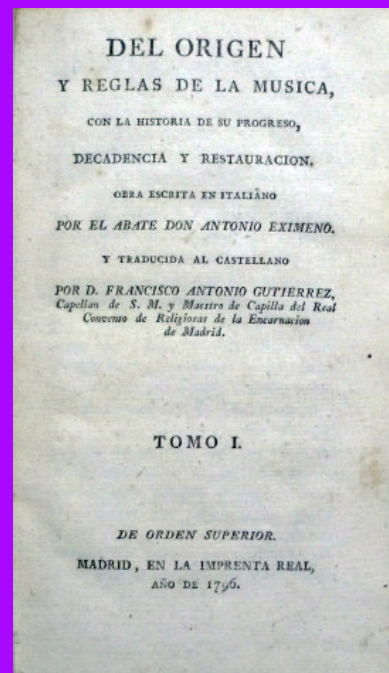 DEL ORIGEN
Y REGLAS DE LA MUSICA,
CON LA HISTORIA DE SU PROGRESO,
DECADENCIA Y RESTAURACION.
OBRA ESCRITA EN ITALIANO
POR EL ABATE DON ANTONIO EXIMENO.
Y TRADUCIDA AL CASTELLANO
POR D. FRANCISCO ANTONIO GUTIERREZ,
Capellan de S. M. y Maestro de Capilla del Real
Convento de Religiosas de la Encarnacion
de Madrid.
TOMO I.
DE ORDEN SUPERIOR.
MADRID, EN LA IMPRENTA REAL,
AÑO DE 1796.